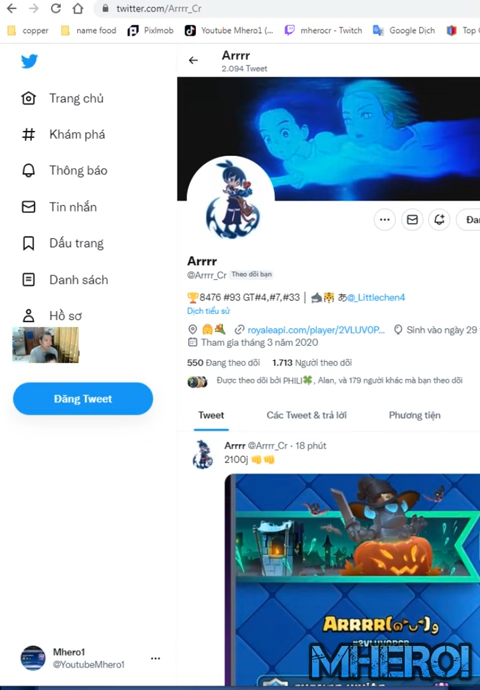 twitter.com/Arrrr_Cr
copper
name food
Pixlmob
Youtube Mhero1 (...
mherocr - Twitch
Google Dịch
Top
Arrrr
2.094 Tweet
Trang chủ
Khám phá
Thông báo
Tin nhắn
Dấu trang
Danh sách
Hồ sơ
Đăng Tweet
Arrrr
@Arrrr_Cr Theo dõi bạn
🏆8476 #93 GT#4,#7,#33 | 🐋🐯 あ@_Littlechen4
Dịch tiểu sử
royaleapi.com/player/2VLUV0P... Sinh vào ngày 29
Tham gia tháng 3 năm 2020
550 Đang theo dõi 1.713 Người theo dõi
Được theo dõi bởi PHILI🍀, Alan, và 179 người khác mà bạn theo dõi
Tweet Các Tweet & trả lời Phương tiện
Arrrr @Arrrr_Cr · 18 phút
2100j 👊👊
Mhero1
@YoutubeMhero1
MHERO1